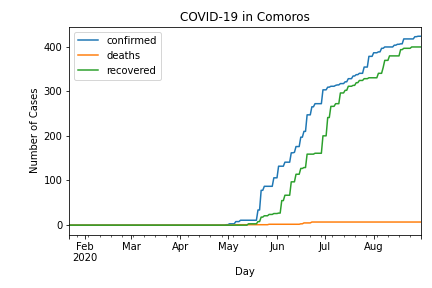 COVID-19 in Comoros
confirmed
deaths
recovered
Number of Cases
400
300
200
100
0
Feb Mar Apr May Jun Jul Aug
2020
Day